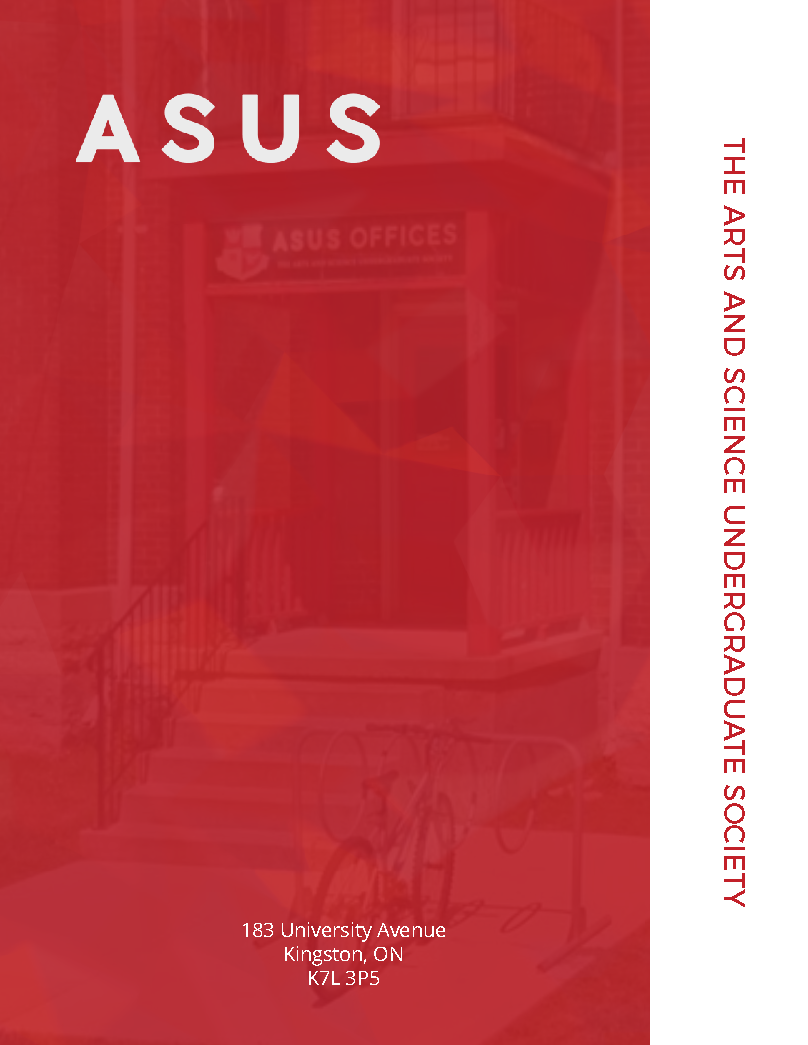 ASUS
ASUS OFFICES
183 University Avenue
Kingston, ON
K7L 3P5
THE ARTS AND SCIENCE UNDERGRADUATE SOCIETY